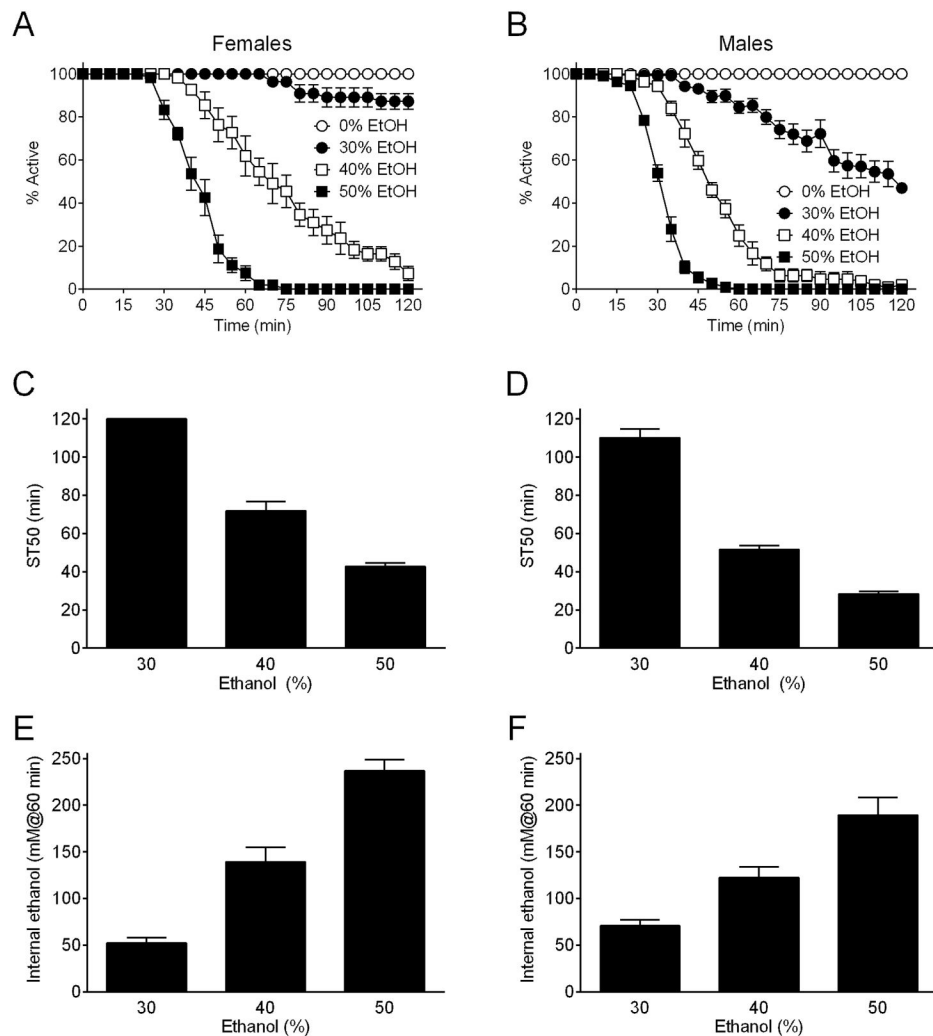 A
Females
100
80
60
40
20
0
% Active
0% EtOH
30% EtOH
40% EtOH
50% EtOH
0 15 30 45 60 75 90 105 120
Time (min)
B
Males
100
80
60
40
20
0
% Active
0% EtOH
30% EtOH
40% EtOH
50% EtOH
0 15 30 45 60 75 90 105 120
Time (min)
C
120
100
80
60
40
20
0
ST50 (min)
30 40 50
Ethanol (%)
D
120
100
80
60
40
20
0
ST50 (min)
30 40 50
Ethanol (%)
E
250
200
150
100
50
0
Internal ethanol (mM@60 min)
30 40 50
Ethanol (%)
F
250
200
150
100
50
0
Internal ethanol (mM@60 min)
30 40 50
Ethanol (%)